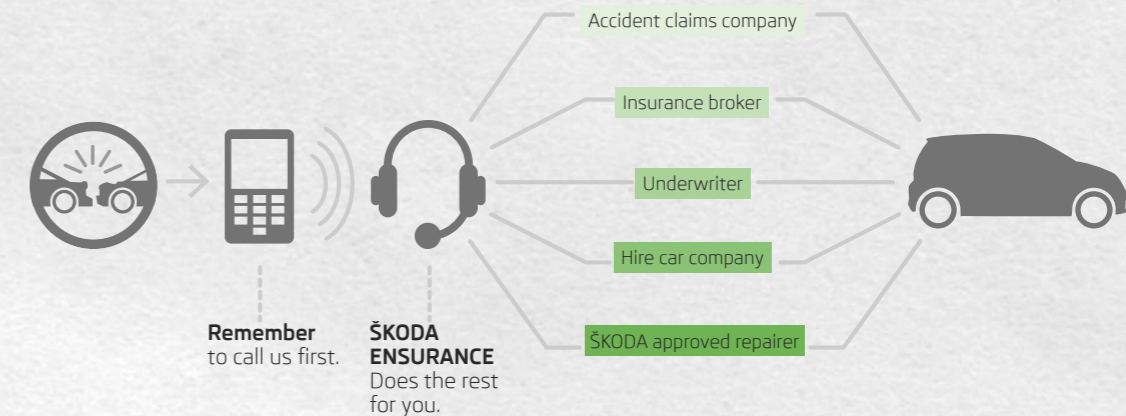 Accident claims company
Insurance broker
Underwriter
Hire car company
ŠKODA approved repairer
Remember
to call us first.
ŠKODA
ENSURANCE
Does the rest
for you.